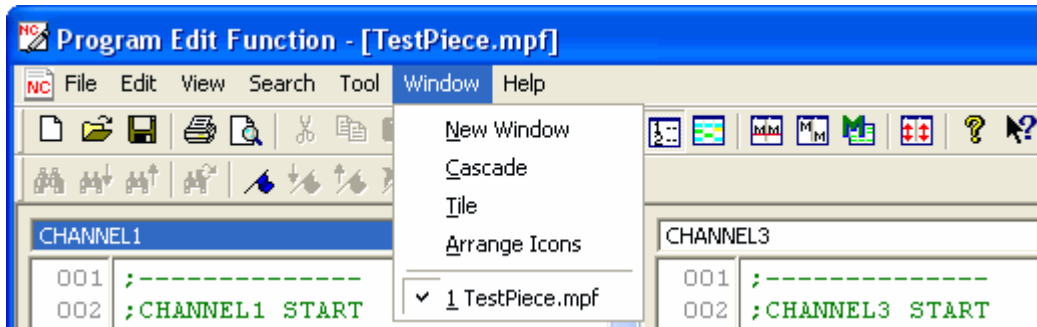 Program Edit Function - [TestPiece.mpf]
File Edit View Search Tool Window Help
New Window
Cascade
Tile
Arrange Icons
1 TestPiece.mpf
CHANNEL1
001 ;--------------
002 ;CHANNEL1 START
CHANNEL3
001 ;--------------
002 ;CHANNEL3 START